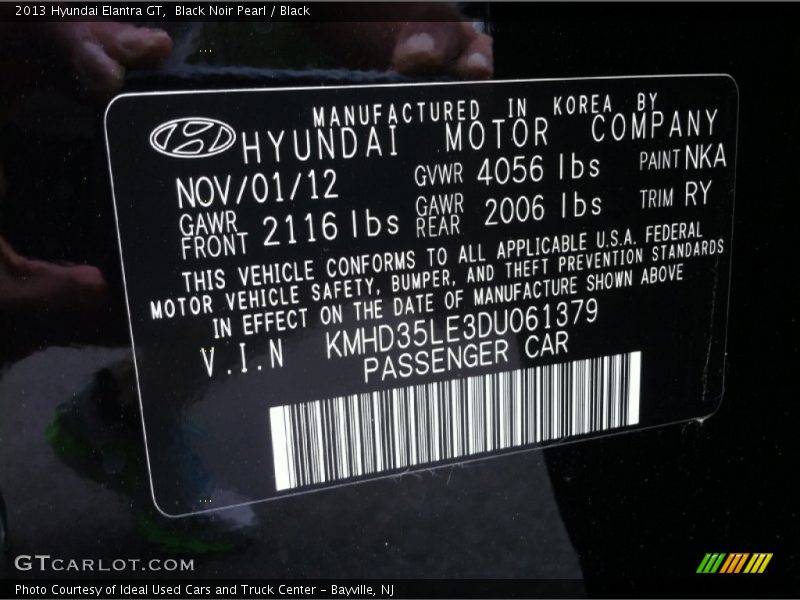 2013 Hyundai Elantra GT,  Black Noir Pearl / Black
MANUFACTURED IN KOREA BY
HYUNDAI MOTOR COMPANY
NOV/01/12 GVWR 4056 lbs PAINT NKA
GAWR FRONT 2116 lbs GAWR REAR 2006 lbs TRIM RY
THIS VEHICLE CONFORMS TO ALL APPLICABLE U.S.A. FEDERAL
MOTOR VEHICLE SAFETY, BUMPER, AND THEFT PREVENTION STANDARDS
IN EFFECT ON THE DATE OF MANUFACTURE SHOWN ABOVE
V.I.N KMHD35LE3DU061379
PASSENGER CAR
GTCARLOT.COM
Photo Courtesy of Ideal Used Cars and Truck Center - Bayville, NJ